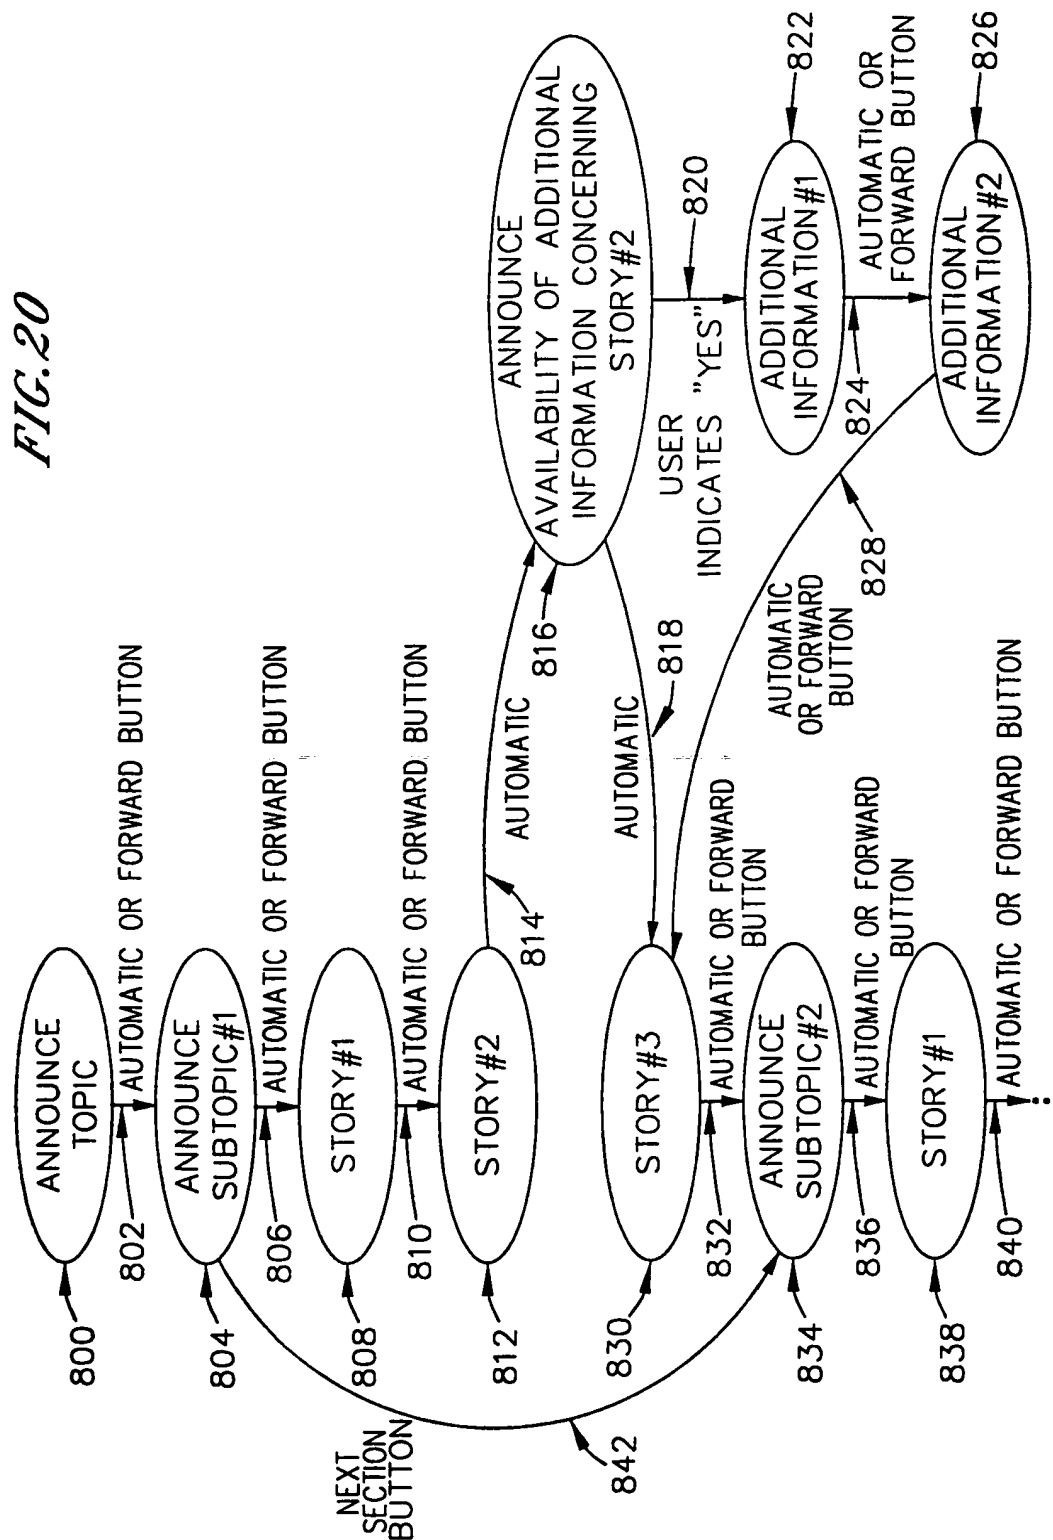 FIG.20
ANNOUNCE
TOPIC
800
802
AUTOMATIC OR FORWARD BUTTON
ANNOUNCE
SUBTOPIC#1
804
806
AUTOMATIC OR FORWARD BUTTON
STORY#1
808
810
AUTOMATIC OR FORWARD BUTTON
STORY#2
812
814
AUTOMATIC
ANNOUNCE
AVAILABILITY OF ADDITIONAL
INFORMATION CONCERNING
STORY#2
816
AUTOMATIC
818
USER
INDICATES "YES"
820
ADDITIONAL
INFORMATION#1
822
824
AUTOMATIC OR
FORWARD BUTTON
ADDITIONAL
INFORMATION#2
826
AUTOMATIC
OR FORWARD
BUTTON
828
STORY#3
830
832
AUTOMATIC OR FORWARD
BUTTON
ANNOUNCE
SUBTOPIC#2
834
836
AUTOMATIC OR FORWARD
BUTTON
STORY#1
838
840
AUTOMATIC OR FORWARD BUTTON
NEXT
SECTION
BUTTON
842